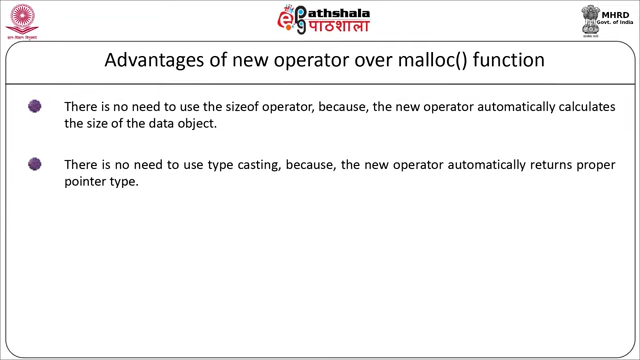 ePathshala
पाठशाला
MHRD
Govt. of India
Advantages of new operator over malloc() function
There is no need to use the sizeof operator, because, the new operator automatically calculates
the size of the data object.
There is no need to use type casting, because, the new operator automatically returns proper
pointer type.